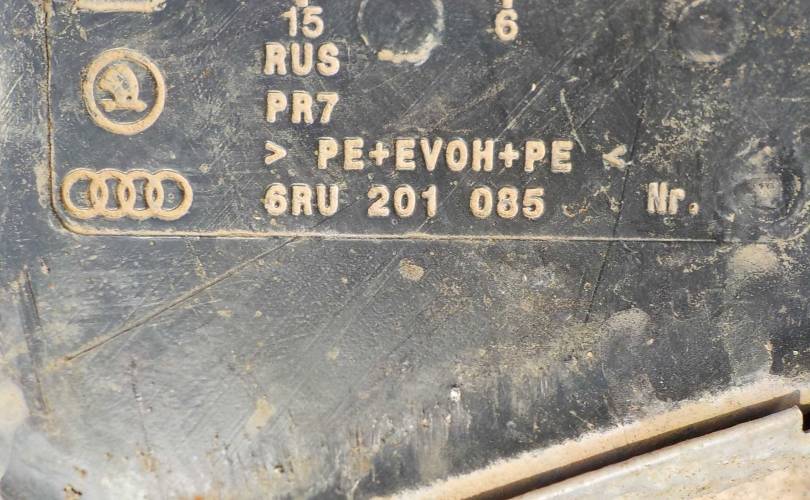 15 6
RUS
PR7
> PE+EVOH+PE <
6RU 201 085 Nr.